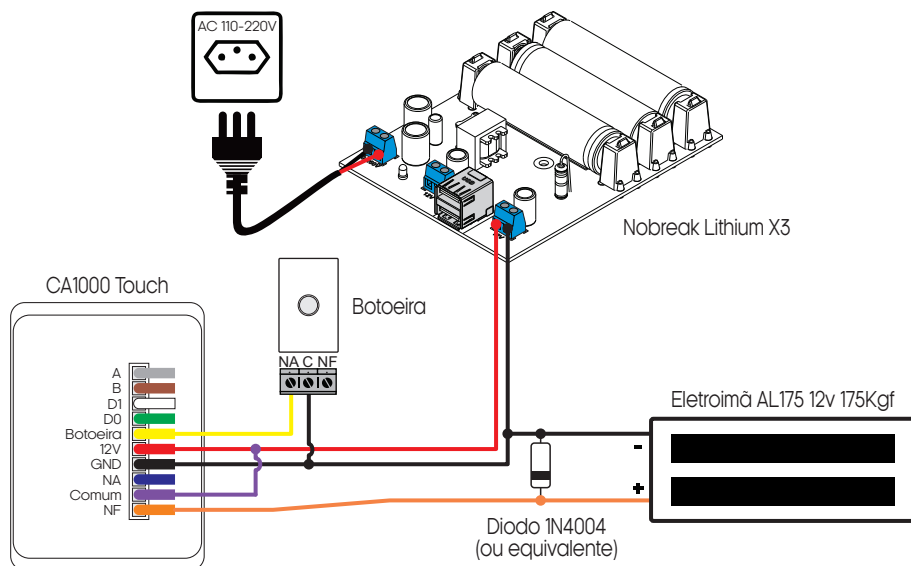 AC 110-220V
Nobreak Lithium X3
CA1000 Touch
Botoeira
NA C NF
A
B
D1
D0
Botoeira
12V
GND
NA
Comum
NF
Eletroimã AL175 12v 175Kgf
-
+
Diodo 1N4004
(ou equivalente)